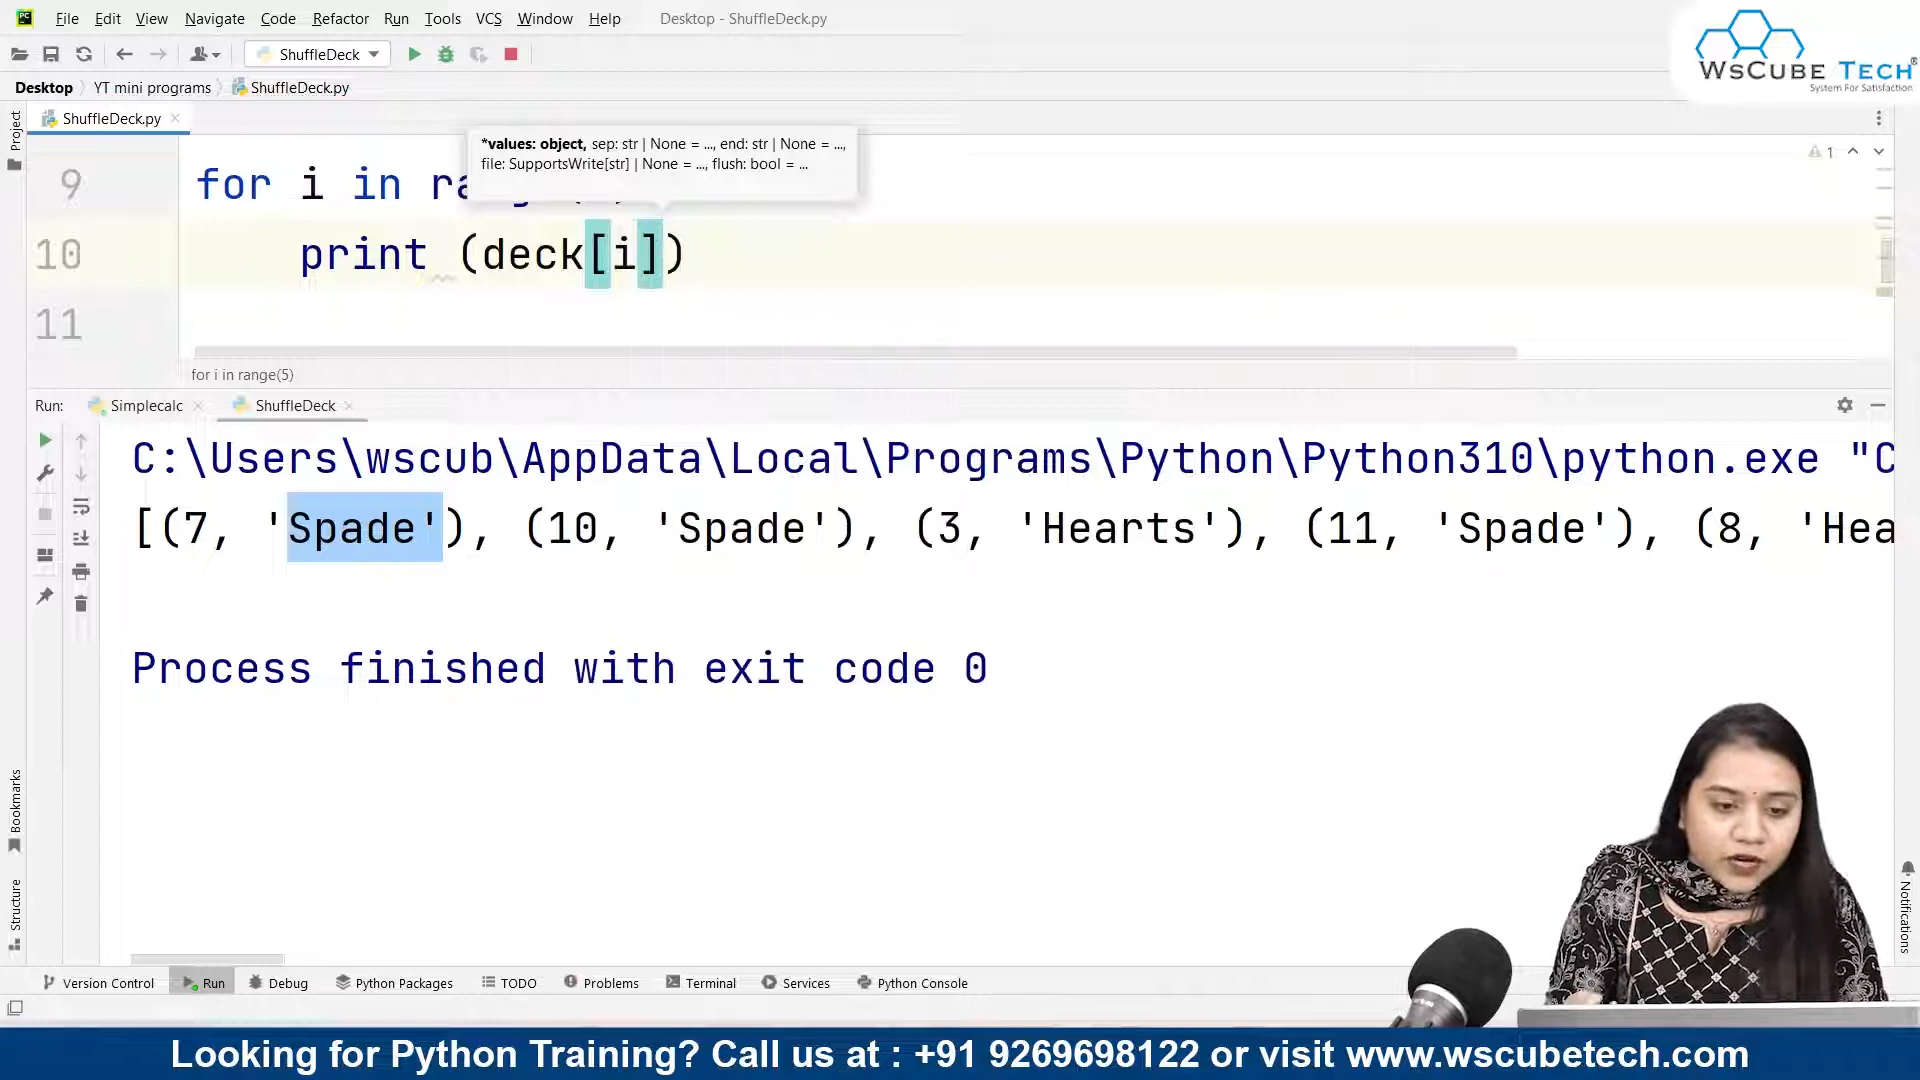 File Edit View Navigate Code Refactor Run Tools VCS Window Help Desktop - ShuffleDeck.py
WsCube Tech®
System For Satisfaction
ShuffleDeck
Desktop YT mini programs ShuffleDeck.py
Project
ShuffleDeck.py
*values: object, sep: str | None = ..., end: str | None = ...,
file: SupportsWrite[str] | None = ..., flush: bool = ...
1
9 for i in
10 print (deck[i])
11
for i in range(5)
Run: Simplecalc ShuffleDeck
C:\Users\wscub\AppData\Local\Programs\Python\Python310\python.exe "C
[(7, 'Spade'), (10, 'Spade'), (3, 'Hearts'), (11, 'Spade'), (8, 'Hea
Process finished with exit code 0
Bookmarks
Structure
Notifications
Version Control Run Debug Python Packages TODO Problems Terminal Services Python Console
Looking for Python Training? Call us at : +91 9269698122 or visit www.wscubetech.com